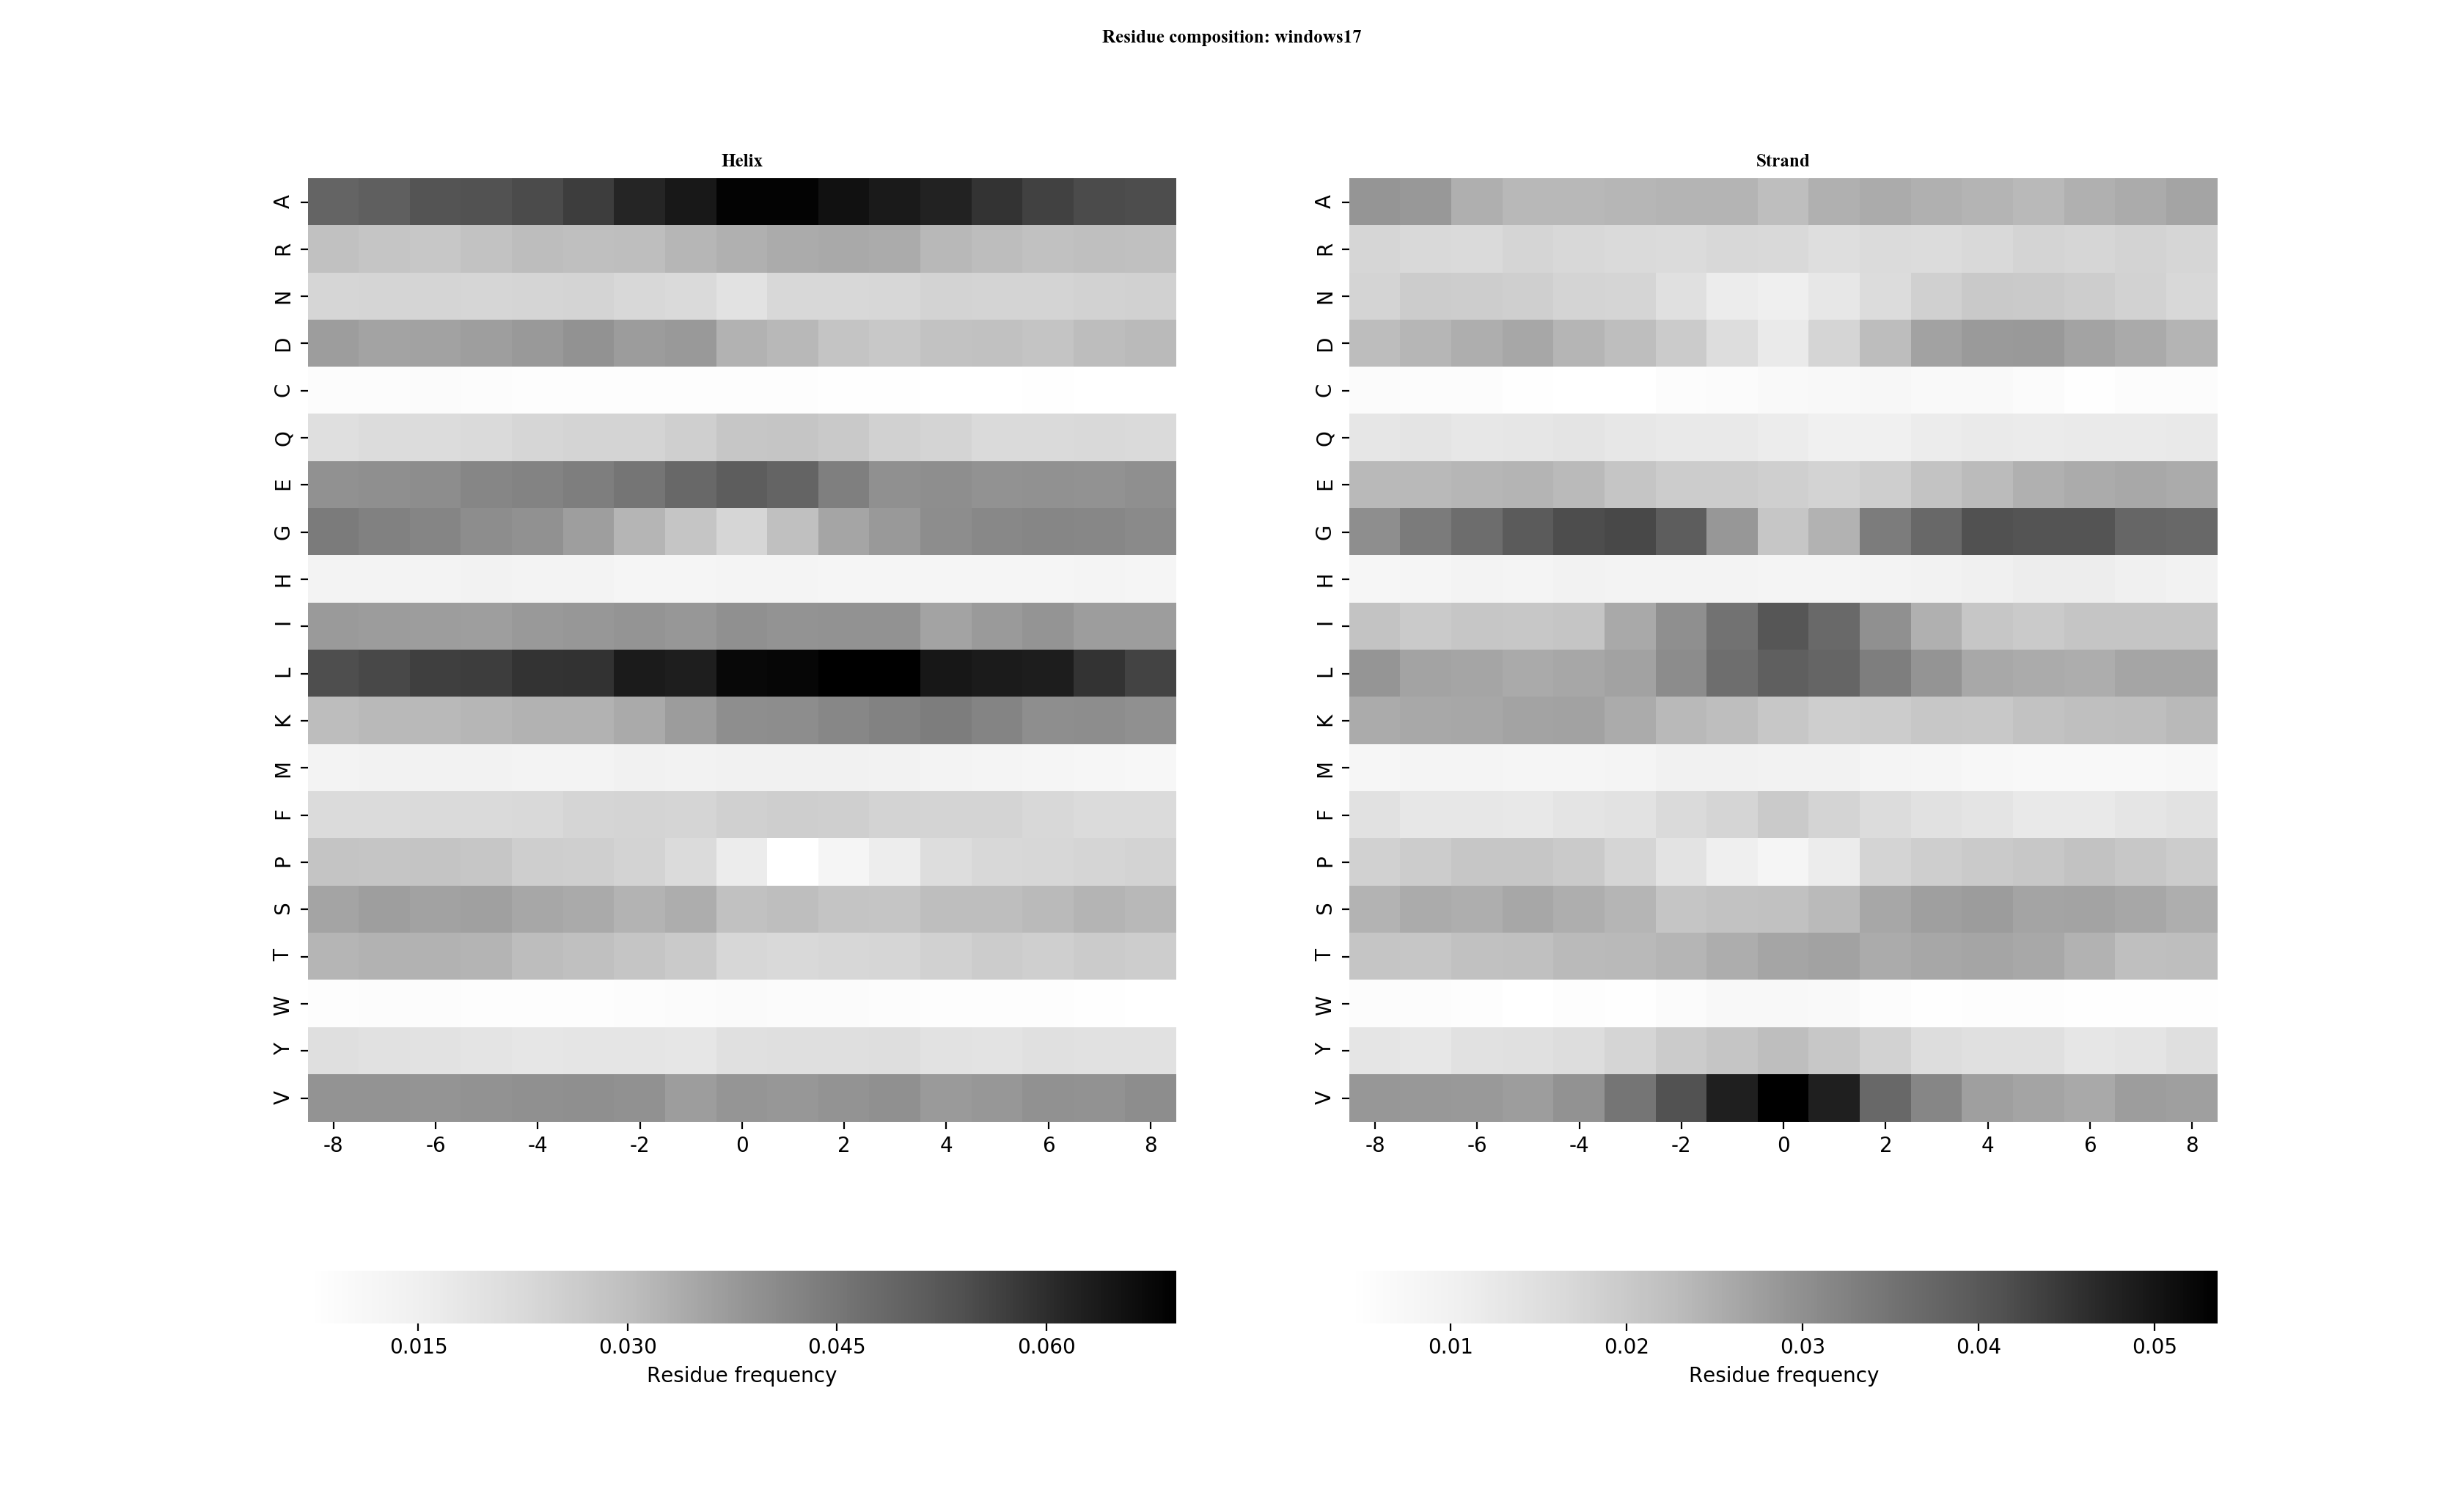 Residue composition: windows17
Helix
A
R
N
D
C
Q
E
G
H
I
L
K
M
F
P
S
T
W
Y
V
-8 -6 -4 -2 0 2 4 6 8
0.015 0.030 0.045 0.060
Residue frequency
Strand
A
R
N
D
C
Q
E
G
H
I
L
K
M
F
P
S
T
W
Y
V
-8 -6 -4 -2 0 2 4 6 8
0.01 0.02 0.03 0.04 0.05
Residue frequency